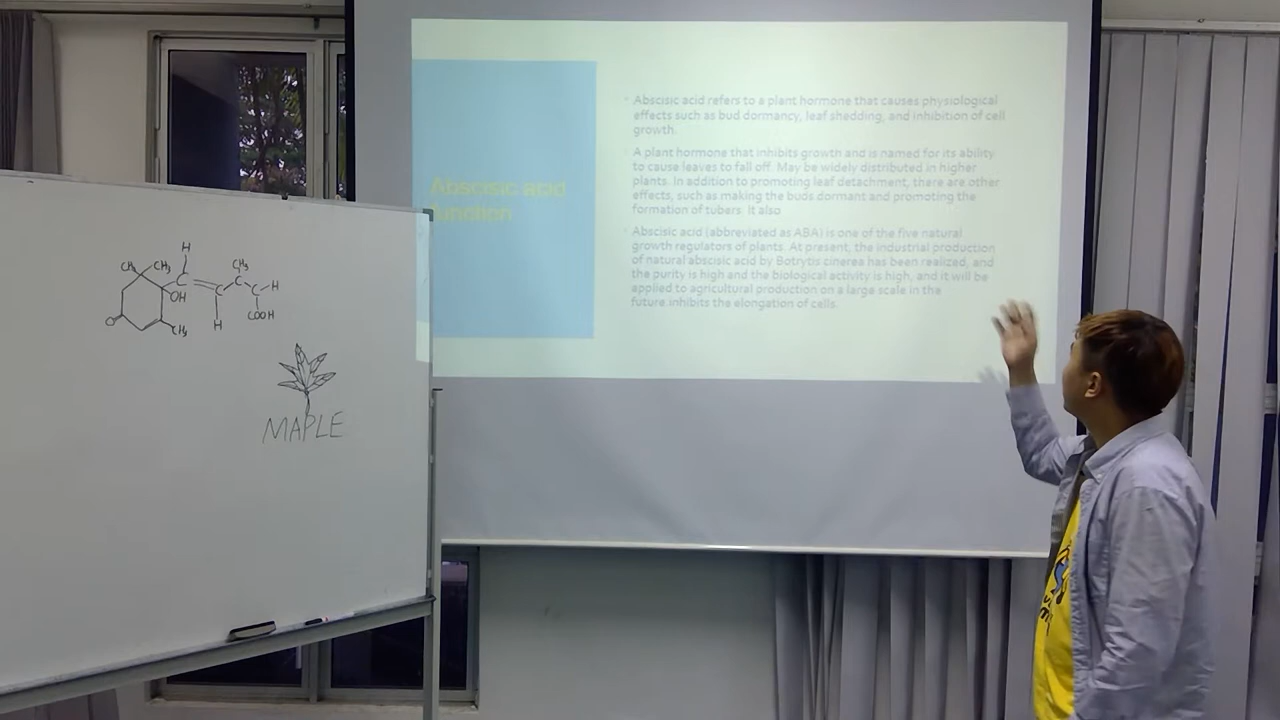 Abscisic acid
function
Abscisic acid refers to a plant hormone that causes physiological
effects such as bud dormancy, leaf shedding, and inhibition of cell
growth.
A plant hormone that inhibits growth and is named for its ability
to cause leaves to fall off. May be widely distributed in higher
plants. In addition to promoting leaf detachment, there are other
effects, such as making the buds dormant and promoting the
formation of tubers. It also
Abscisic acid (abbreviated as ABA) is one of the five natural
growth regulators of plants. At present, the industrial production
of natural abscisic acid by Botrytis cinerea has been realized, and
the purity is high and the biological activity is high, and it will be
applied to agricultural production on a large scale in the
future inhibits the elongation of cells.
H
CH₃ CH₃ C CH₃
OH C C C H
O CH₃ H COOH
MAPLE